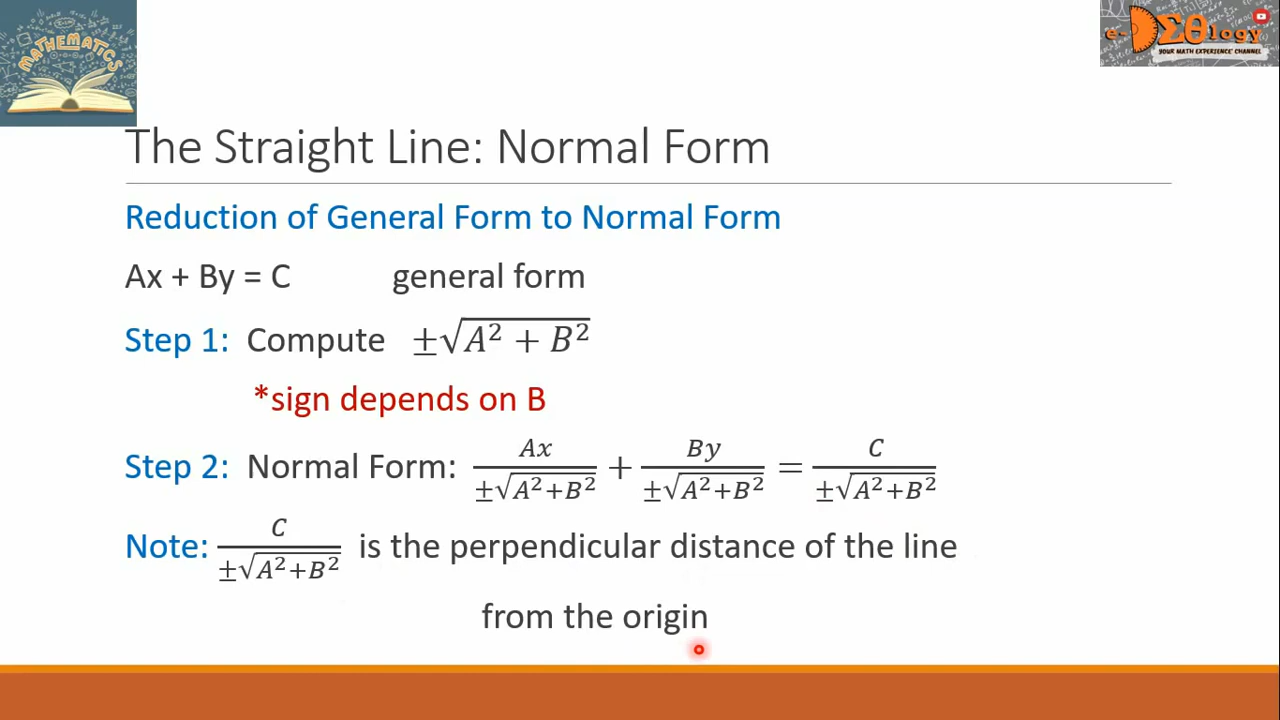 MATHEMATICS
e-DΣθlogy
YOUR MATH EXPERIENCE CHANNEL
The Straight Line: Normal Form
Reduction of General Form to Normal Form
Ax + By = C general form
Step 1: Compute ±√(A² + B²)
*sign depends on B
Step 2: Normal Form: Ax/(±√(A²+B²)) + By/(±√(A²+B²)) = C/(±√(A²+B²))
Note: C/(±√(A²+B²)) is the perpendicular distance of the line
from the origin